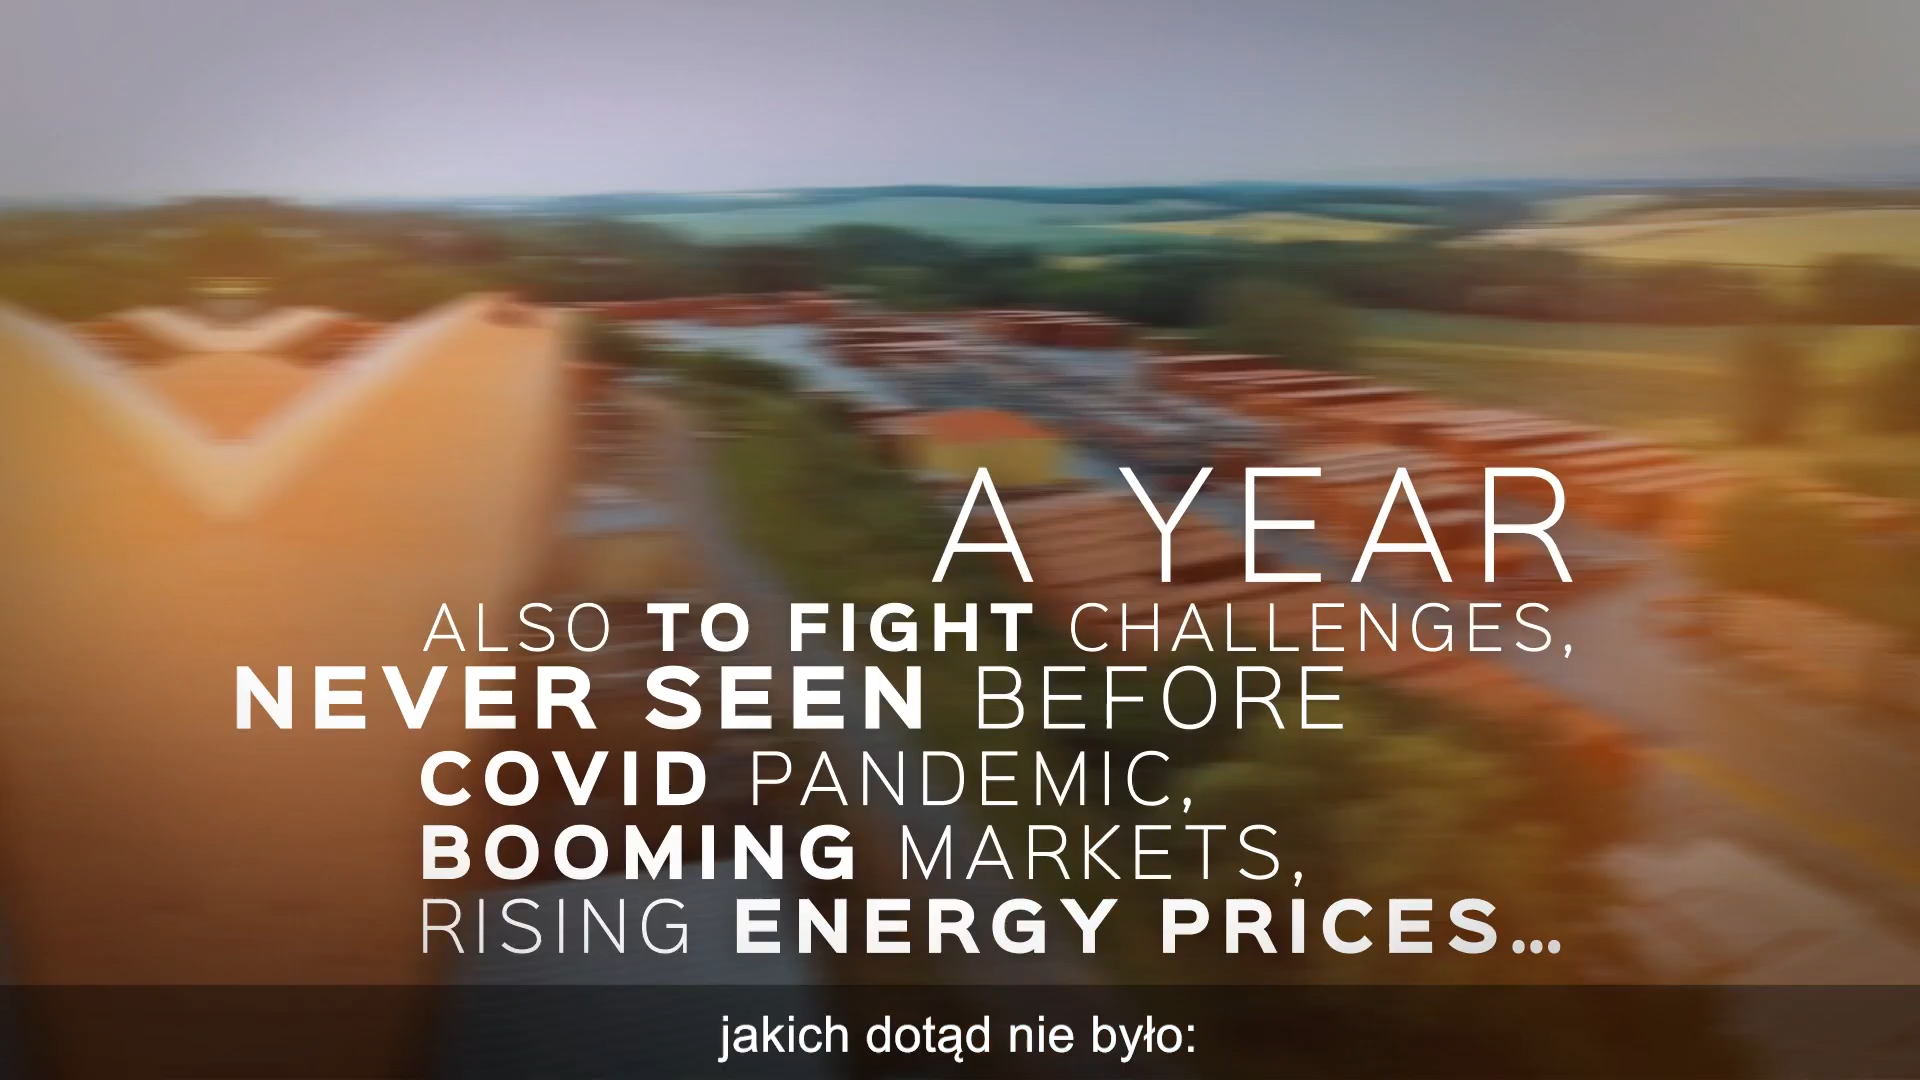 A YEAR
ALSO TO FIGHT CHALLENGES,
NEVER SEEN BEFORE
COVID PANDEMIC,
BOOMING MARKETS,
RISING ENERGY PRICES...
jakich dotąd nie było: